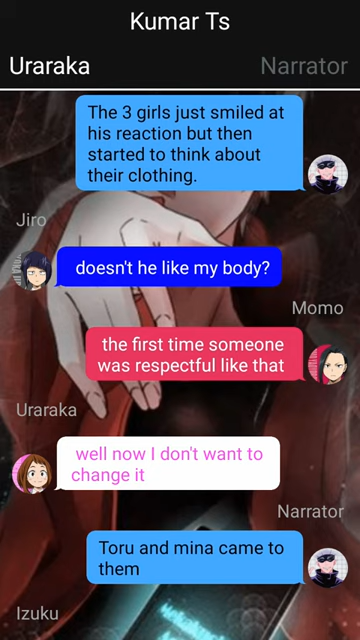 Kumar Ts
Uraraka
Narrator
The 3 girls just smiled at
his reaction but then
started to think about
their clothing.
Jiro
doesn't he like my body?
Momo
the first time someone
was respectful like that
Uraraka
well now I don't want to
change it
Narrator
Toru and mina came to
them
Izuku